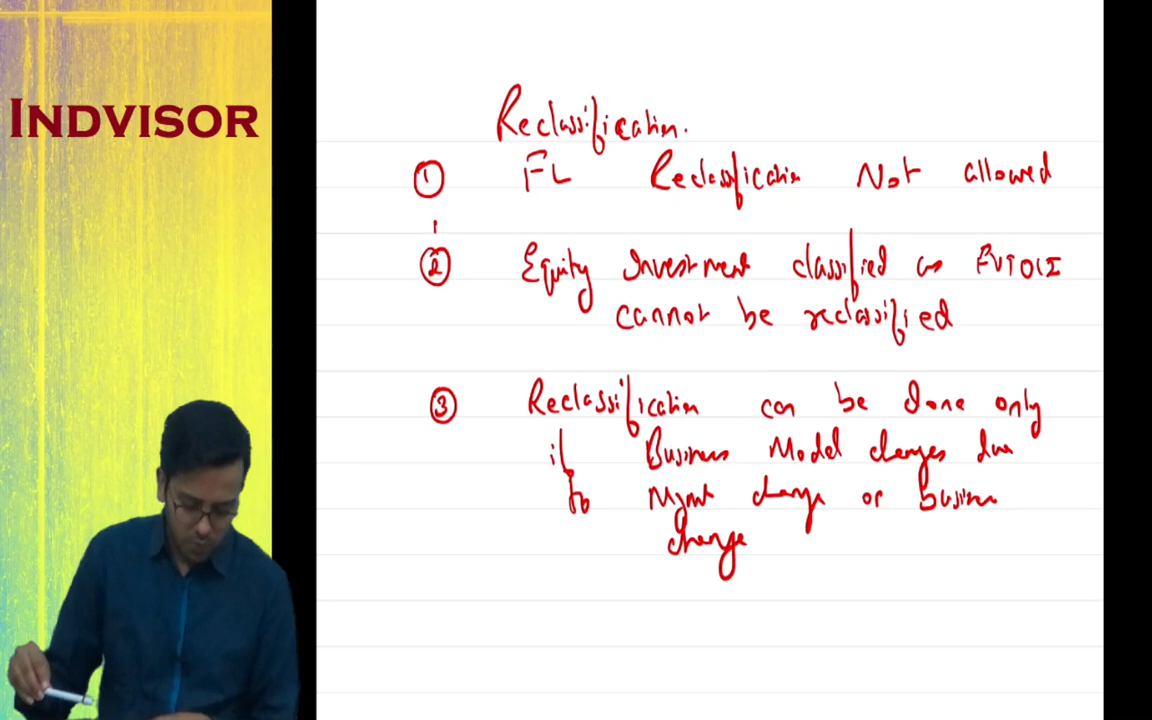 INDVISOR
Reclassification.
① FL Reclassification Not allowed
② Equity Investment classified as FVTOCI
cannot be reclassified
③ Reclassification can be done only
if Business Model changes due
to Mgmt change or business
change